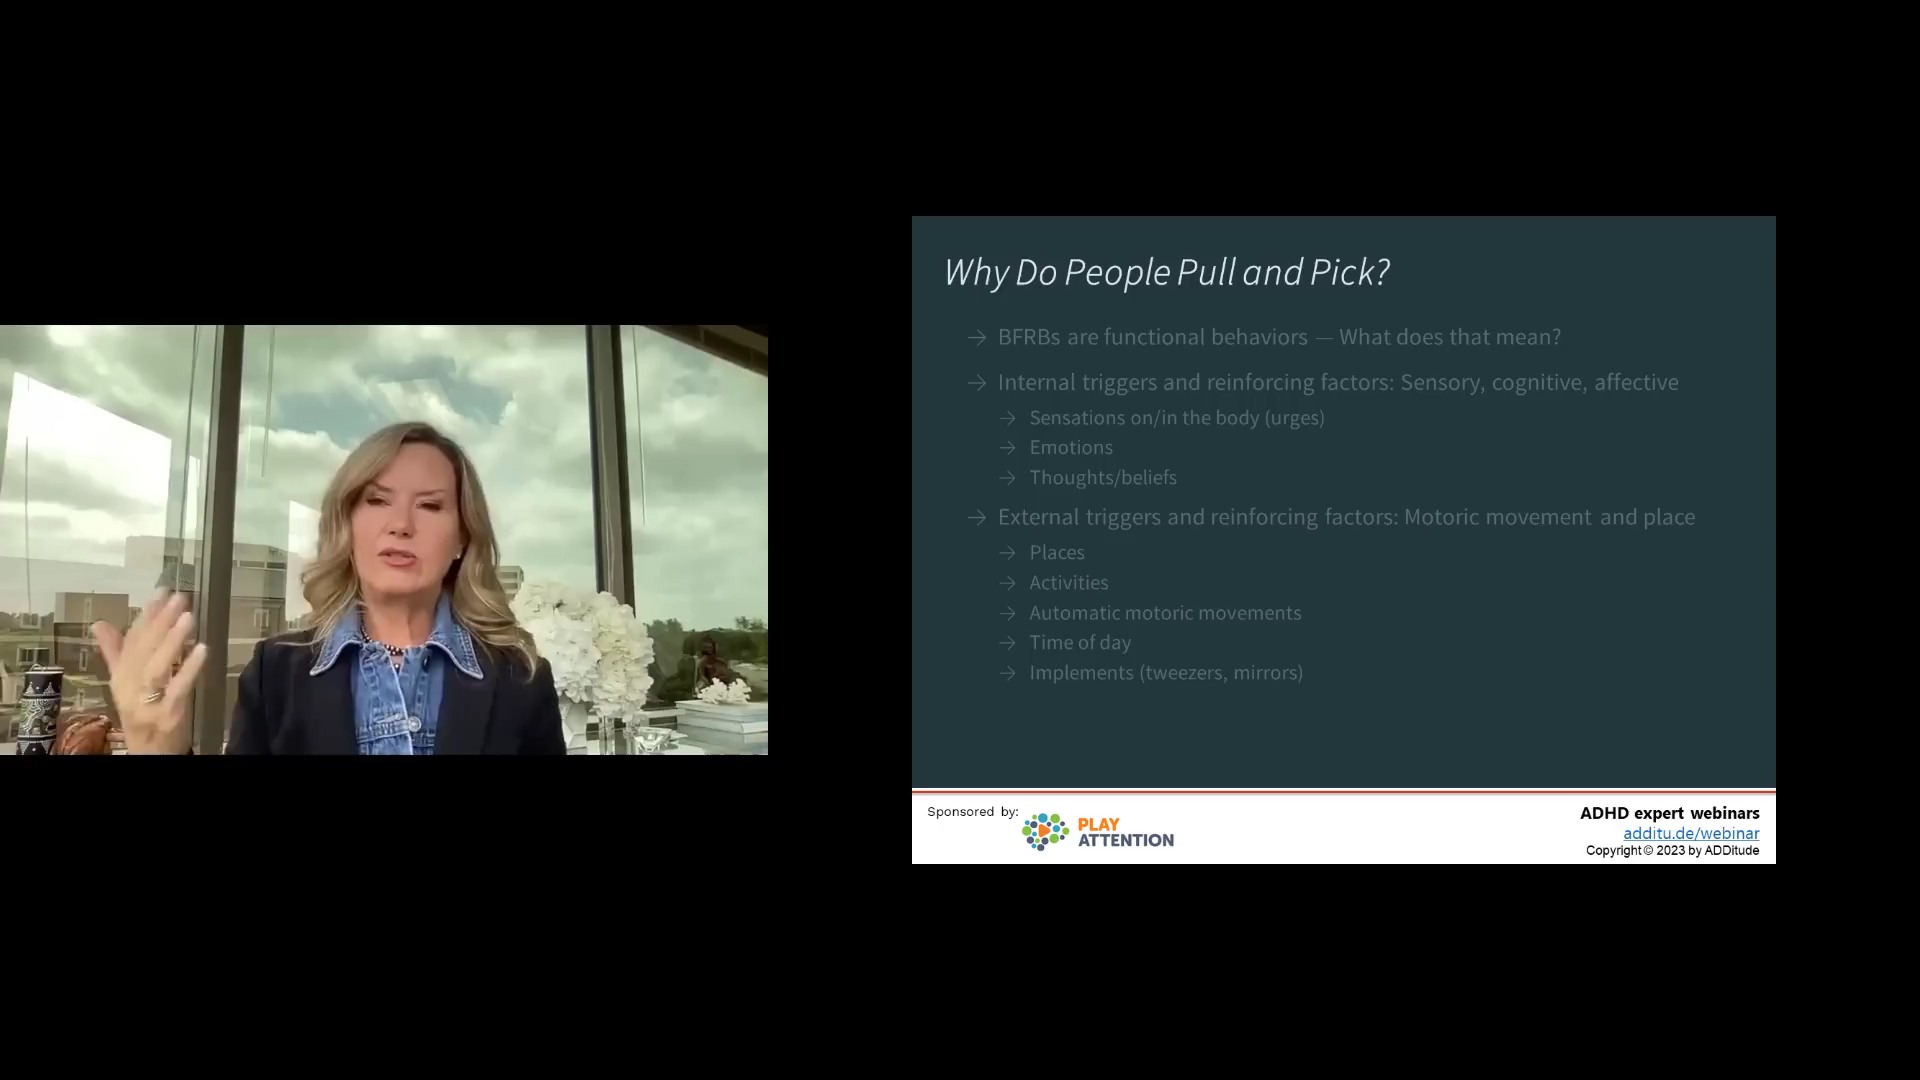 Why Do People Pull and Pick?
→ BFRBs are functional behaviors — What does that mean?
→ Internal triggers and reinforcing factors: Sensory, cognitive, affective
→ Sensations on/in the body (urges)
→ Emotions
→ Thoughts/beliefs
→ External triggers and reinforcing factors: Motoric movement and place
→ Places
→ Activities
→ Automatic motoric movements
→ Time of day
→ Implements (tweezers, mirrors)
Sponsored by:
PLAY
ATTENTION
ADHD expert webinars
additu.de/webinar
Copyright © 2023 by ADDitude